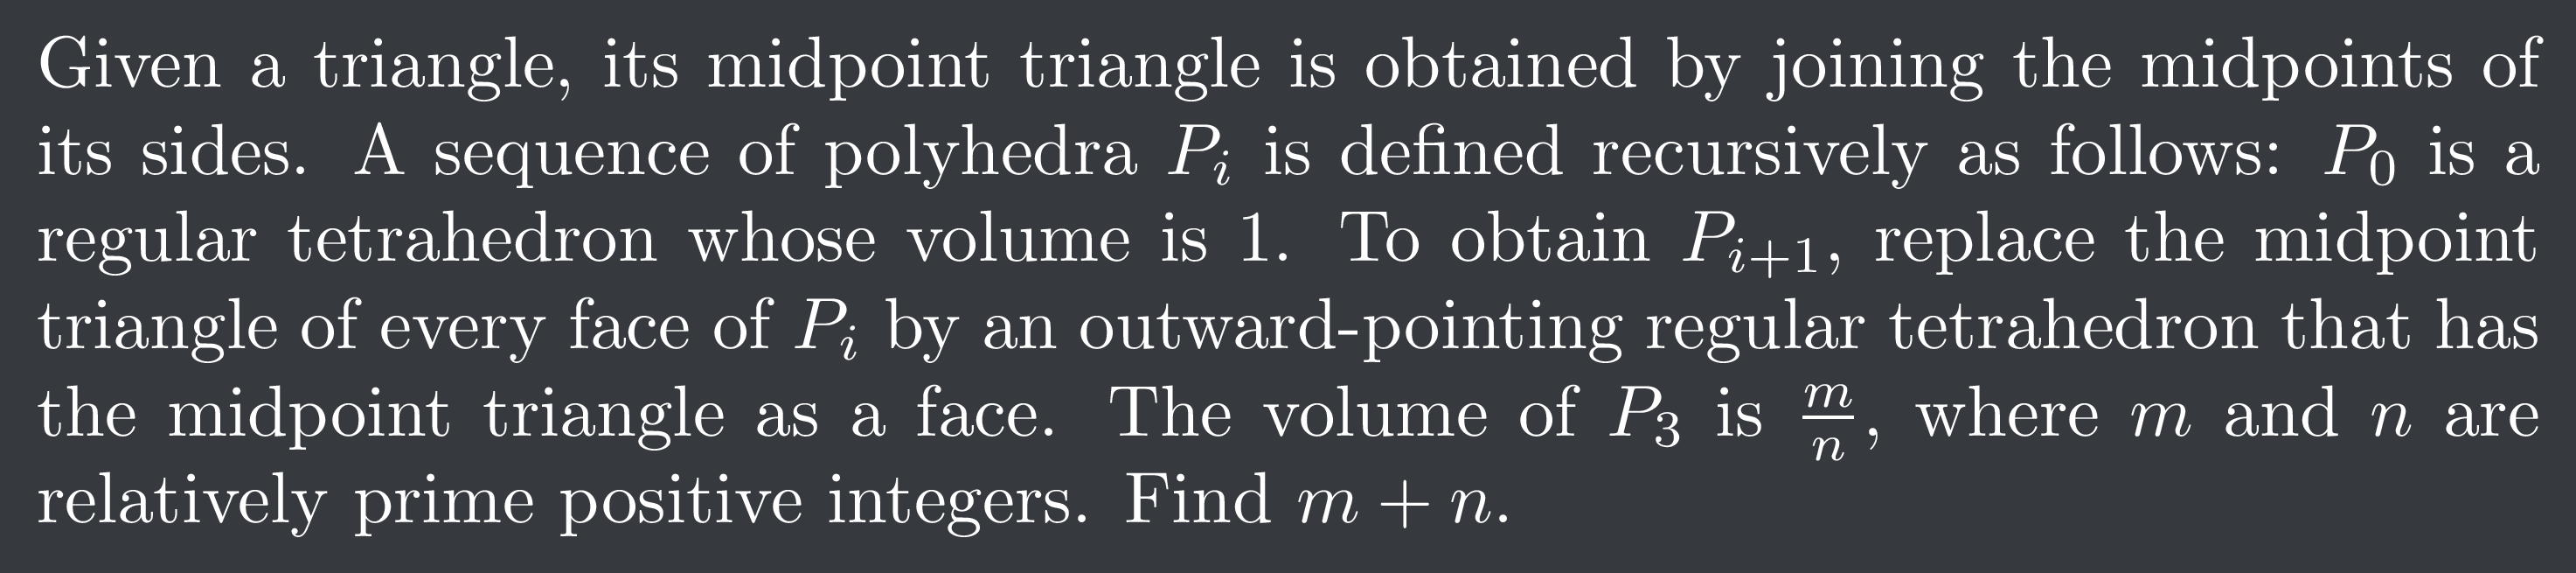 Given a triangle, its midpoint triangle is obtained by joining the midpoints of
its sides. A sequence of polyhedra $P_i$ is defined recursively as follows: $P_0$ is a
regular tetrahedron whose volume is 1. To obtain $P_{i+1}$, replace the midpoint
triangle of every face of $P_i$ by an outward-pointing regular tetrahedron that has
the midpoint triangle as a face. The volume of $P_3$ is $\frac{m}{n}$, where $m$ and $n$ are
relatively prime positive integers. Find $m + n$.